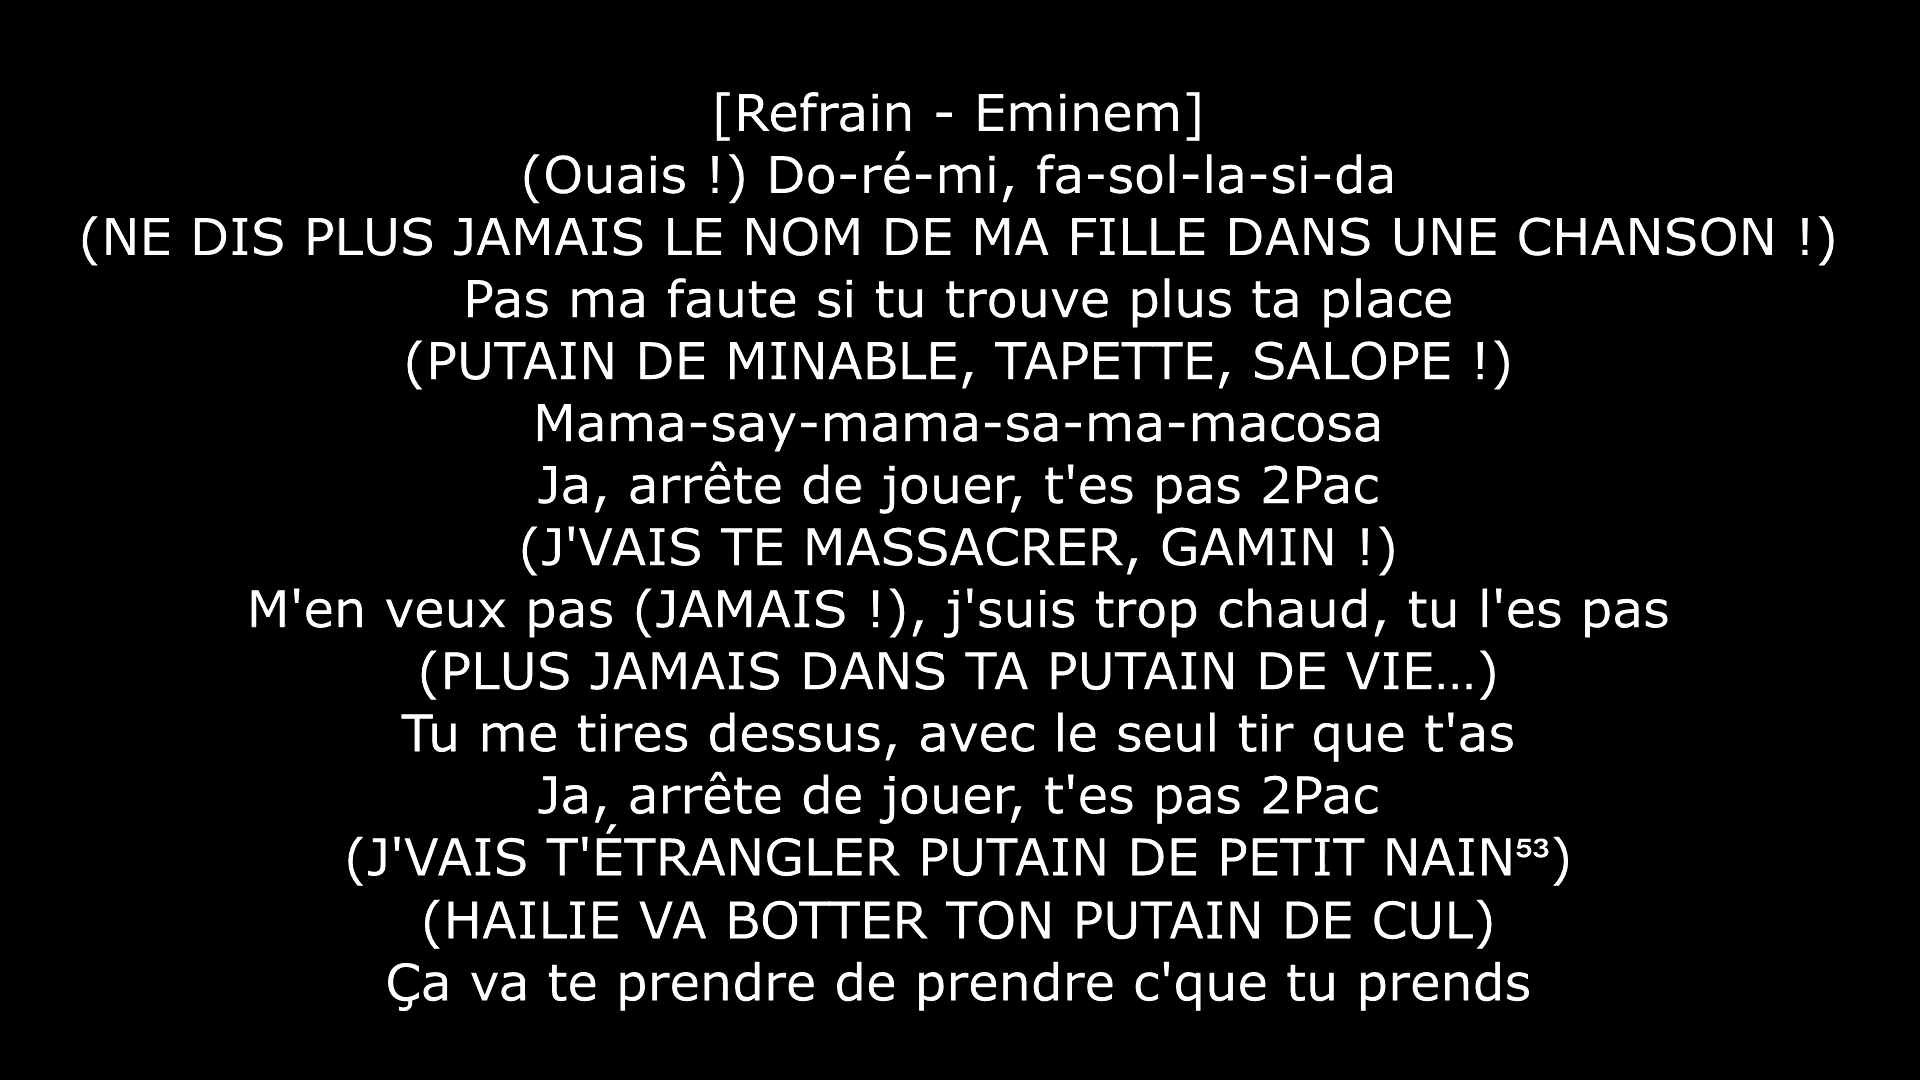 [Refrain - Eminem]
(Ouais !) Do-ré-mi, fa-sol-la-si-da
(NE DIS PLUS JAMAIS LE NOM DE MA FILLE DANS UNE CHANSON !)
Pas ma faute si tu trouve plus ta place
(PUTAIN DE MINABLE, TAPETTE, SALOPE !)
Mama-say-mama-sa-ma-macosa
Ja, arrête de jouer, t'es pas 2Pac
(J'VAIS TE MASSACRER, GAMIN !)
M'en veux pas (JAMAIS !), j'suis trop chaud, tu l'es pas
(PLUS JAMAIS DANS TA PUTAIN DE VIE…)
Tu me tires dessus, avec le seul tir que t'as
Ja, arrête de jouer, t'es pas 2Pac
(J'VAIS T'ÉTRANGLER PUTAIN DE PETIT NAIN⁵³)
(HAILIE VA BOTTER TON PUTAIN DE CUL)
Ça va te prendre de prendre c'que tu prends